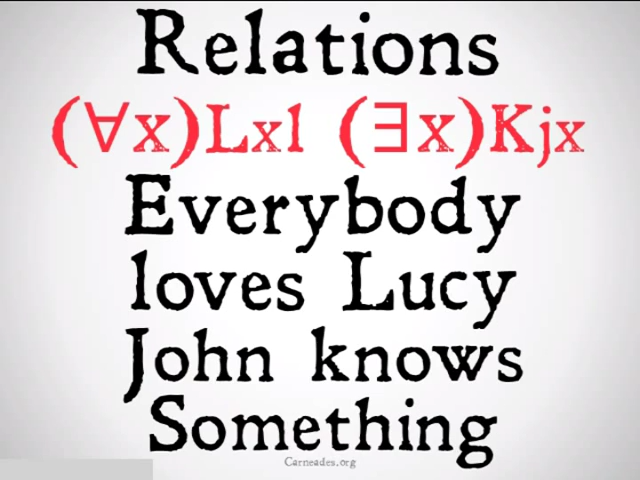 Relations
(∀x)Lxl (∃x)Kjx
Everybody
loves Lucy
John knows
Something
Carneades.org